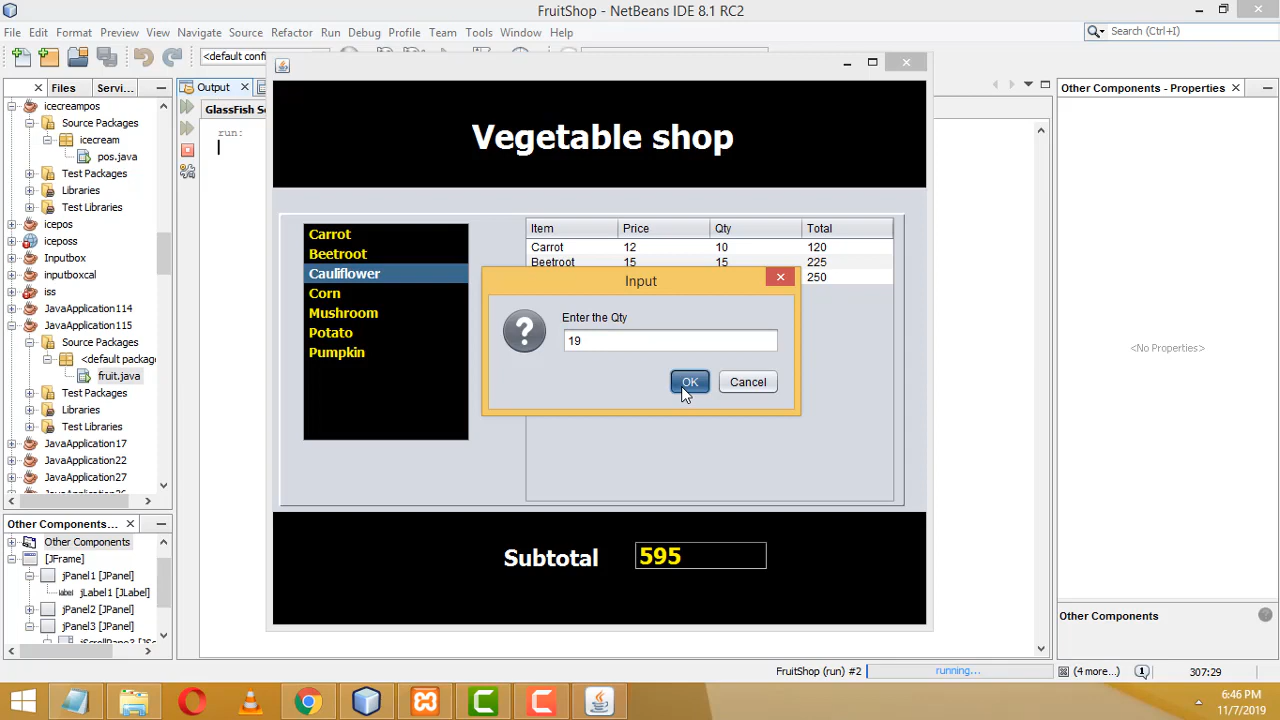 FruitShop - NetBeans IDE 8.1 RC2
File Edit Format Preview View Navigate Source Refactor Run Debug Profile Team Tools Window Help
Search (Ctrl+I)
<default confi
Files
Servi...
Output
GlassFish Se
run:
icecreampos
Source Packages
icecream
pos.java
Test Packages
Libraries
Test Libraries
icepos
iceposs
Inputbox
inputboxcal
iss
JavaApplication114
JavaApplication115
Source Packages
<default package
fruit.java
Test Packages
Libraries
Test Libraries
JavaApplication17
JavaApplication22
JavaApplication27
Other Components...
Other Components
[JFrame]
jPanel1 [JPanel]
label jLabel1 [JLabel]
jPanel2 [JPanel]
jPanel3 [JPanel]
Vegetable shop
Carrot
Beetroot
Cauliflower
Corn
Mushroom
Potato
Pumpkin
Item Price Qty Total
Carrot 12 10 120
Beetroot 15 15 225
250
Input
Enter the Qty
19
OK Cancel
Subtotal 595
Other Components - Properties
<No Properties>
Other Components
FruitShop (run) #2
running...
(4 more...)
307:29
6:46 PM
11/7/2019